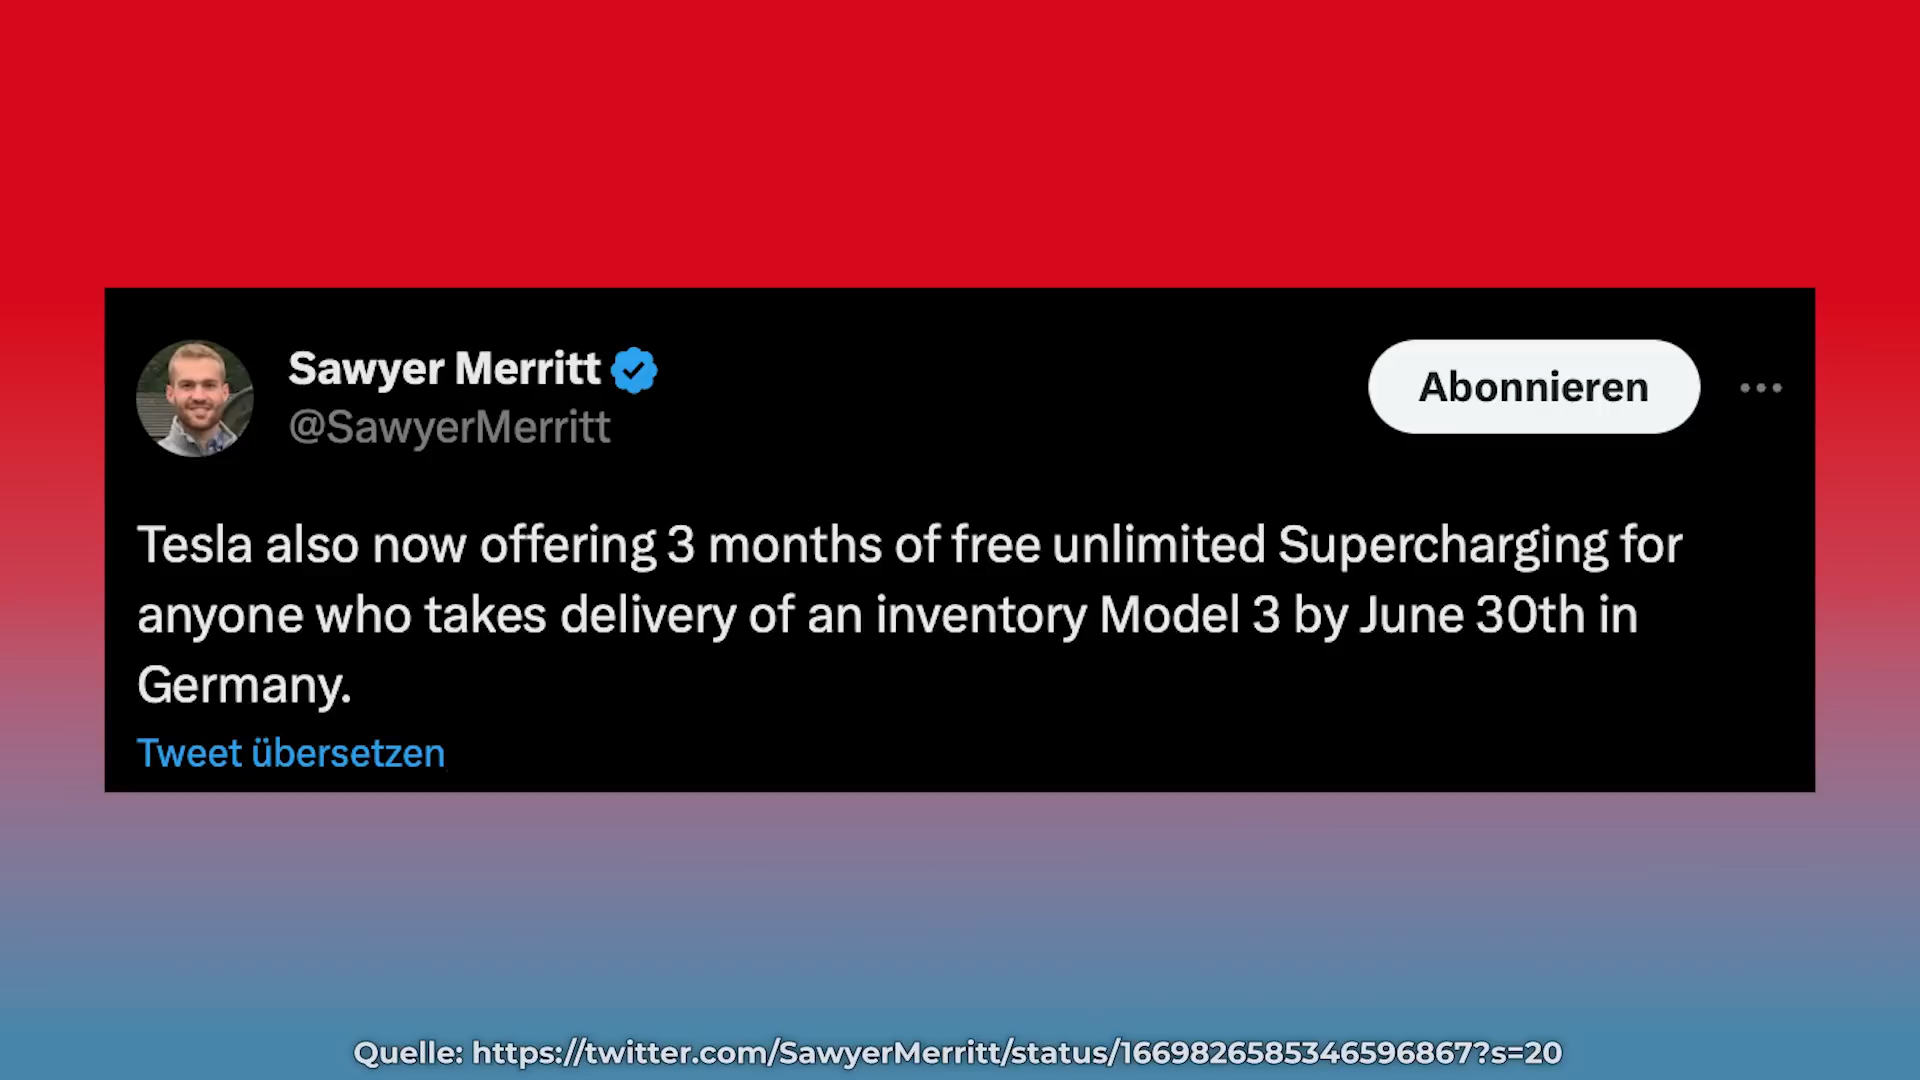 Sawyer Merritt
@SawyerMerritt
Abonnieren
Tesla also now offering 3 months of free unlimited Supercharging for
anyone who takes delivery of an inventory Model 3 by June 30th in
Germany.
Tweet übersetzen
Quelle: https://twitter.com/SawyerMerritt/status/1669826585346596867?s=20